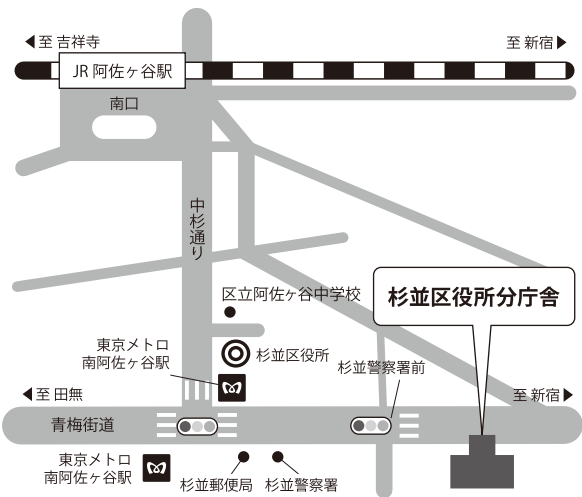 至 吉祥寺
至 新宿
JR 阿佐ヶ谷駅
南口
中杉通り
区立阿佐ケ谷中学校
杉並区役所分庁舎
東京メトロ
南阿佐ヶ谷駅
杉並区役所
杉並警察署前
至 田無
至 新宿
青梅街道
東京メトロ
南阿佐ヶ谷駅
杉並郵便局
杉並警察署